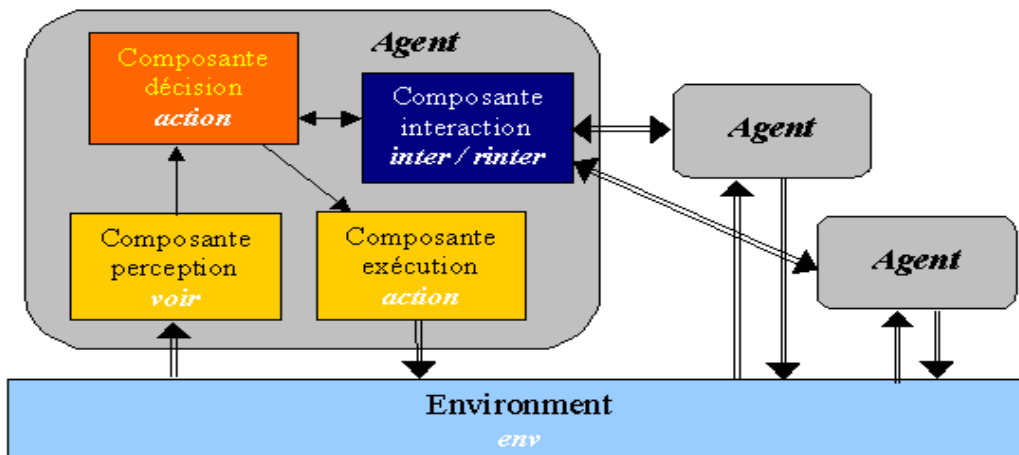 Agent
Composante
décision
action
Composante
interaction
inter / rinter
Agent
Composante
perception
voir
Composante
exécution
action
Agent
Environment
env